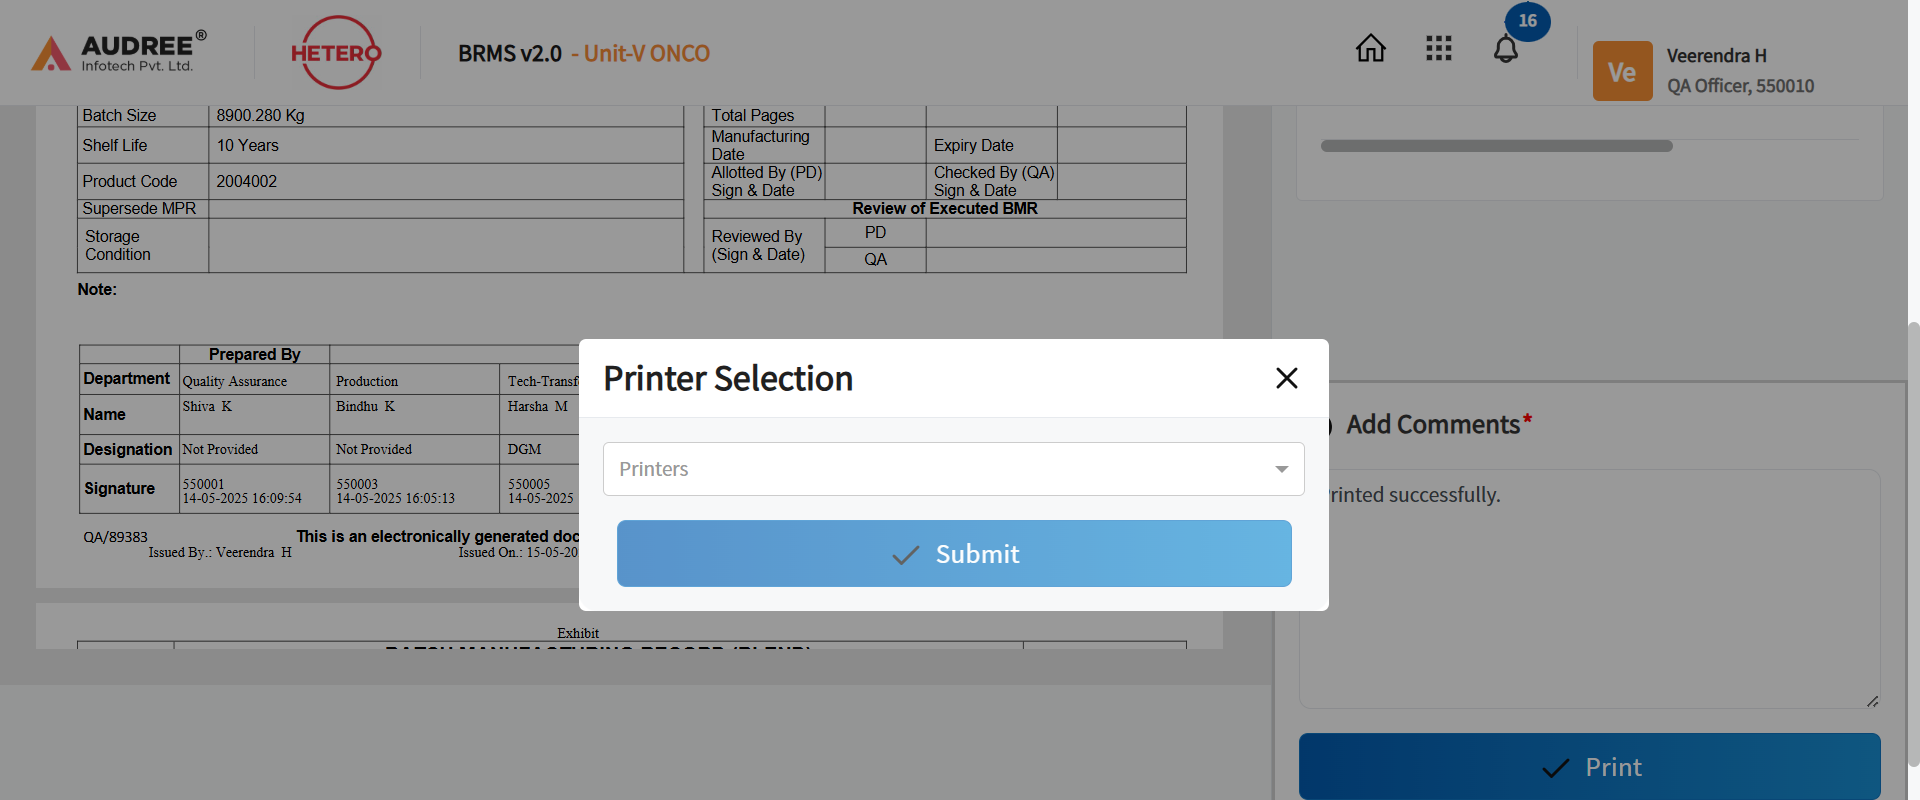 AUDREE®
Infotech Pvt. Ltd.
HETERO
BRMS v2.0 - Unit-V ONCO
16
Ve
Veerendra H
QA Officer, 550010
Batch Size 8900.280 Kg
Shelf Life 10 Years
Product Code 2004002
Supersede MPR
Storage
Condition
Total Pages
Manufacturing
Date
Expiry Date
Allotted By (PD)
Sign & Date
Checked By (QA)
Sign & Date
Review of Executed BMR
Reviewed By
(Sign & Date)
PD
QA
Note:
Prepared By
Department Quality Assurance Production Tech-Transf
Name Shiva K Bindhu K Harsha M
Designation Not Provided Not Provided DGM
Signature
550001
14-05-2025 16:09:54
550003
14-05-2025 16:05:13
550005
14-05-2025
QA/89383 This is an electronically generated doc
Issued By.: Veerendra H Issued On.: 15-05-20
Exhibit
BATCH MANUFACTURING RECORD (BLEND)
Printer Selection
Printers
Submit
Add Comments*
rinted successfully.
Print